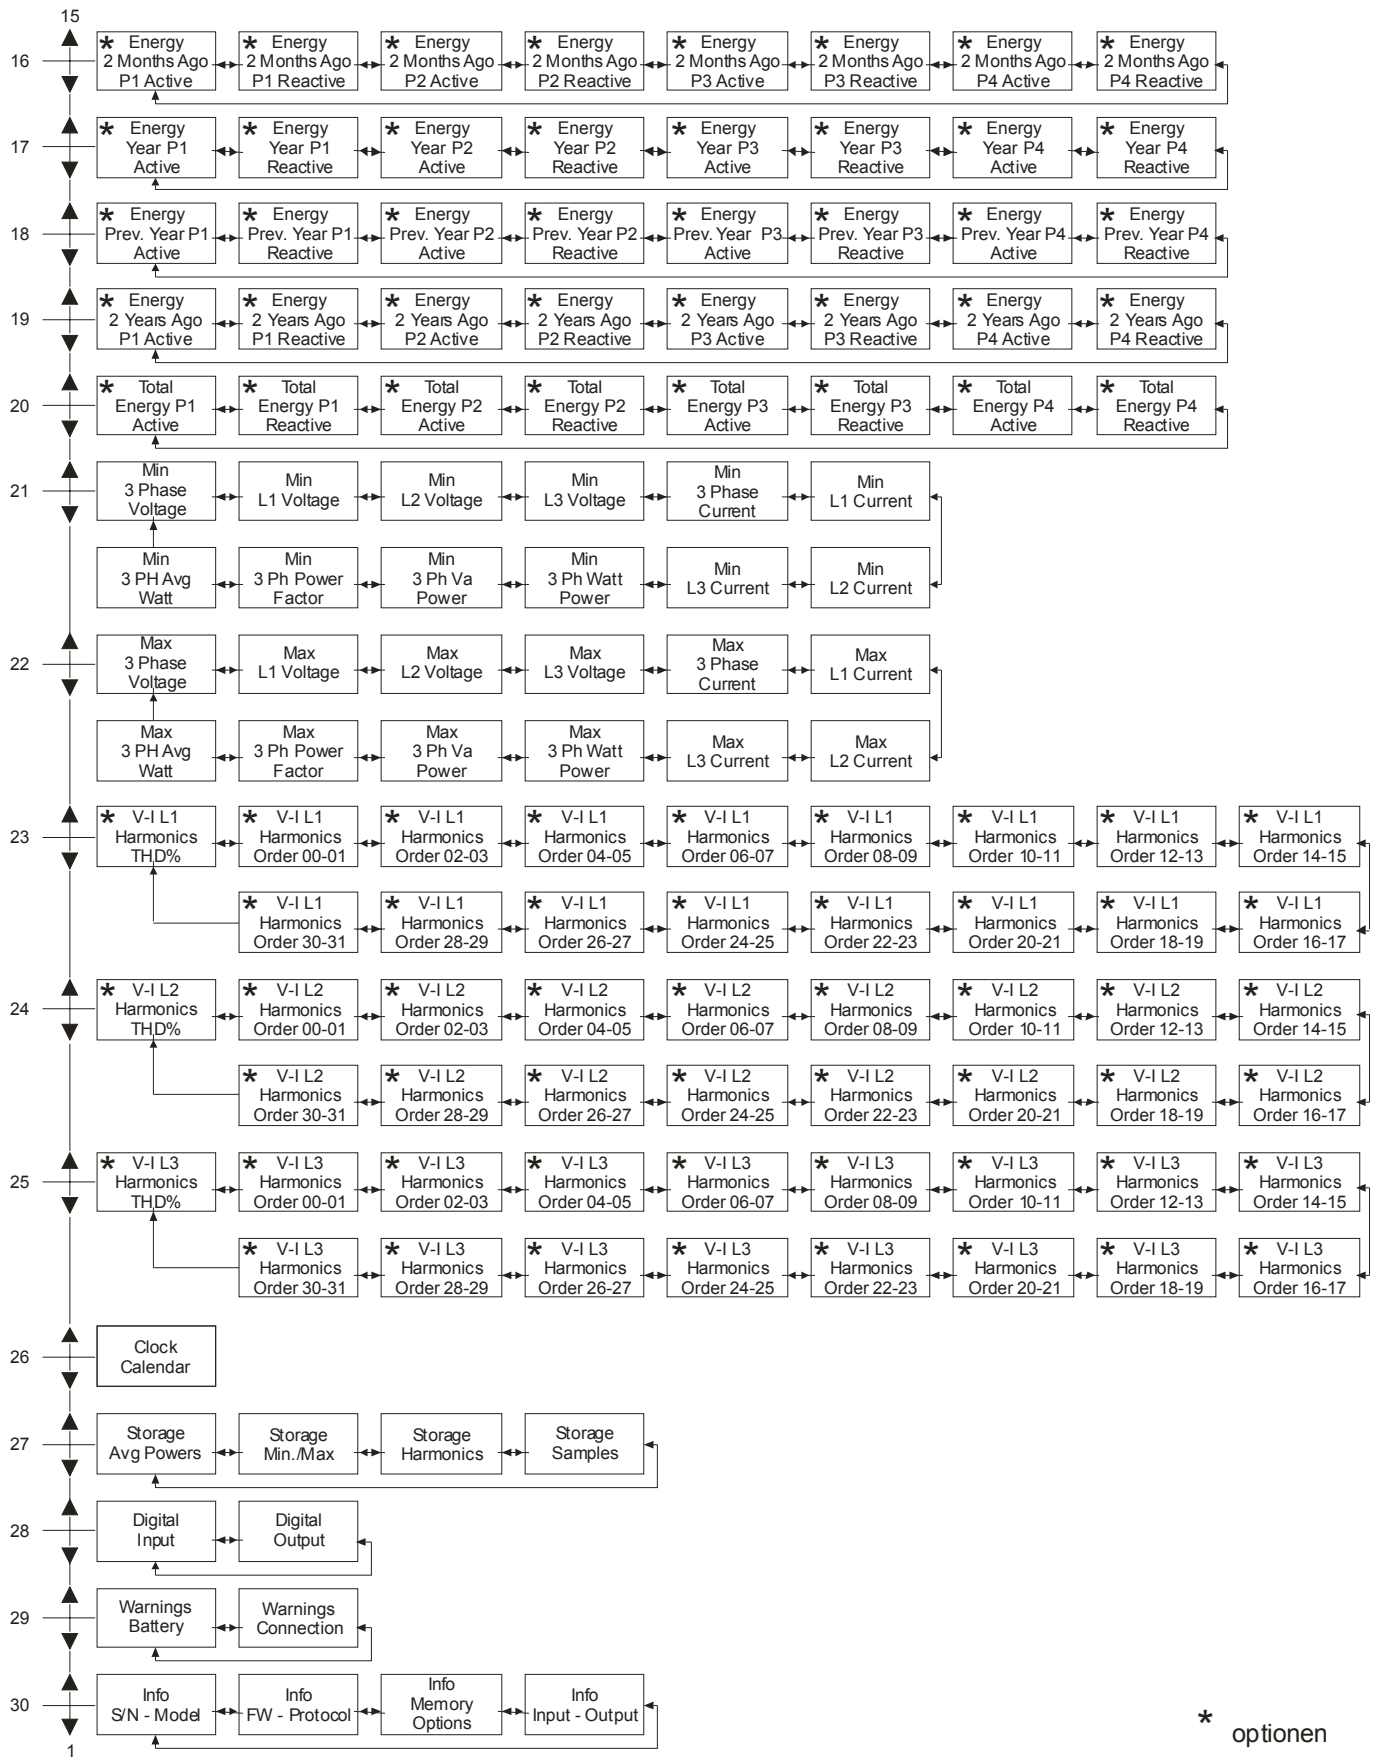 15
16
* Energy
2 Months Ago
P1 Active
* Energy
2 Months Ago
P1 Reactive
* Energy
2 Months Ago
P2 Active
* Energy
2 Months Ago
P2 Reactive
* Energy
2 Months Ago
P3 Active
* Energy
2 Months Ago
P3 Reactive
* Energy
2 Months Ago
P4 Active
* Energy
2 Months Ago
P4 Reactive
17
* Energy
Year P1
Active
* Energy
Year P1
Reactive
* Energy
Year P2
Active
* Energy
Year P2
Reactive
* Energy
Year P3
Active
* Energy
Year P3
Reactive
* Energy
Year P4
Active
* Energy
Year P4
Reactive
18
* Energy
Prev. Year P1
Active
* Energy
Prev. Year P1
Reactive
* Energy
Prev. Year P2
Active
* Energy
Prev. Year P2
Reactive
* Energy
Prev. Year P3
Active
* Energy
Prev. Year P3
Reactive
* Energy
Prev. Year P4
Active
* Energy
Prev. Year P4
Reactive
19
* Energy
2 Years Ago
P1 Active
* Energy
2 Years Ago
P1 Reactive
* Energy
2 Years Ago
P2 Active
* Energy
2 Years Ago
P2 Reactive
* Energy
2 Years Ago
P3 Active
* Energy
2 Years Ago
P3 Reactive
* Energy
2 Years Ago
P4 Active
* Energy
2 Years Ago
P4 Reactive
20
* Total
Energy P1
Active
* Total
Energy P1
Reactive
* Total
Energy P2
Active
* Total
Energy P2
Reactive
* Total
Energy P3
Active
* Total
Energy P3
Reactive
* Total
Energy P4
Active
* Total
Energy P4
Reactive
21
Min
3 Phase
Voltage
Min
L1 Voltage
Min
L2 Voltage
Min
L3 Voltage
Min
3 Phase
Current
Min
L1 Current
Min
3 PH Avg
Watt
Min
3 Ph Power
Factor
Min
3 Ph Va
Power
Min
3 Ph Watt
Power
Min
L3 Current
Min
L2 Current
22
Max
3 Phase
Voltage
Max
L1 Voltage
Max
L2 Voltage
Max
L3 Voltage
Max
3 Phase
Current
Max
L1 Current
Max
3 PH Avg
Watt
Max
3 Ph Power
Factor
Max
3 Ph Va
Power
Max
3 Ph Watt
Power
Max
L3 Current
Max
L2 Current
23
* V-I L1
Harmonics
THD%
* V-I L1
Harmonics
Order 00-01
* V-I L1
Harmonics
Order 02-03
* V-I L1
Harmonics
Order 04-05
* V-I L1
Harmonics
Order 06-07
* V-I L1
Harmonics
Order 08-09
* V-I L1
Harmonics
Order 10-11
* V-I L1
Harmonics
Order 12-13
* V-I L1
Harmonics
Order 14-15
* V-I L1
Harmonics
Order 30-31
* V-I L1
Harmonics
Order 28-29
* V-I L1
Harmonics
Order 26-27
* V-I L1
Harmonics
Order 24-25
* V-I L1
Harmonics
Order 22-23
* V-I L1
Harmonics
Order 20-21
* V-I L1
Harmonics
Order 18-19
* V-I L1
Harmonics
Order 16-17
24
* V-I L2
Harmonics
THD%
* V-I L2
Harmonics
Order 00-01
* V-I L2
Harmonics
Order 02-03
* V-I L2
Harmonics
Order 04-05
* V-I L2
Harmonics
Order 06-07
* V-I L2
Harmonics
Order 08-09
* V-I L2
Harmonics
Order 10-11
* V-I L2
Harmonics
Order 12-13
* V-I L2
Harmonics
Order 14-15
* V-I L2
Harmonics
Order 30-31
* V-I L2
Harmonics
Order 28-29
* V-I L2
Harmonics
Order 26-27
* V-I L2
Harmonics
Order 24-25
* V-I L2
Harmonics
Order 22-23
* V-I L2
Harmonics
Order 20-21
* V-I L2
Harmonics
Order 18-19
* V-I L2
Harmonics
Order 16-17
25
* V-I L3
Harmonics
THD%
* V-I L3
Harmonics
Order 00-01
* V-I L3
Harmonics
Order 02-03
* V-I L3
Harmonics
Order 04-05
* V-I L3
Harmonics
Order 06-07
* V-I L3
Harmonics
Order 08-09
* V-I L3
Harmonics
Order 10-11
* V-I L3
Harmonics
Order 12-13
* V-I L3
Harmonics
Order 14-15
* V-I L3
Harmonics
Order 30-31
* V-I L3
Harmonics
Order 28-29
* V-I L3
Harmonics
Order 26-27
* V-I L3
Harmonics
Order 24-25
* V-I L3
Harmonics
Order 22-23
* V-I L3
Harmonics
Order 20-21
* V-I L3
Harmonics
Order 18-19
* V-I L3
Harmonics
Order 16-17
26
Clock
Calendar
27
Storage
Avg Powers
Storage
Min./Max
Storage
Harmonics
Storage
Samples
28
Digital
Input
Digital
Output
29
Warnings
Battery
Warnings
Connection
30
Info
S/N - Model
Info
FW - Protocol
Info
Memory
Options
Info
Input - Output
1
* optionen